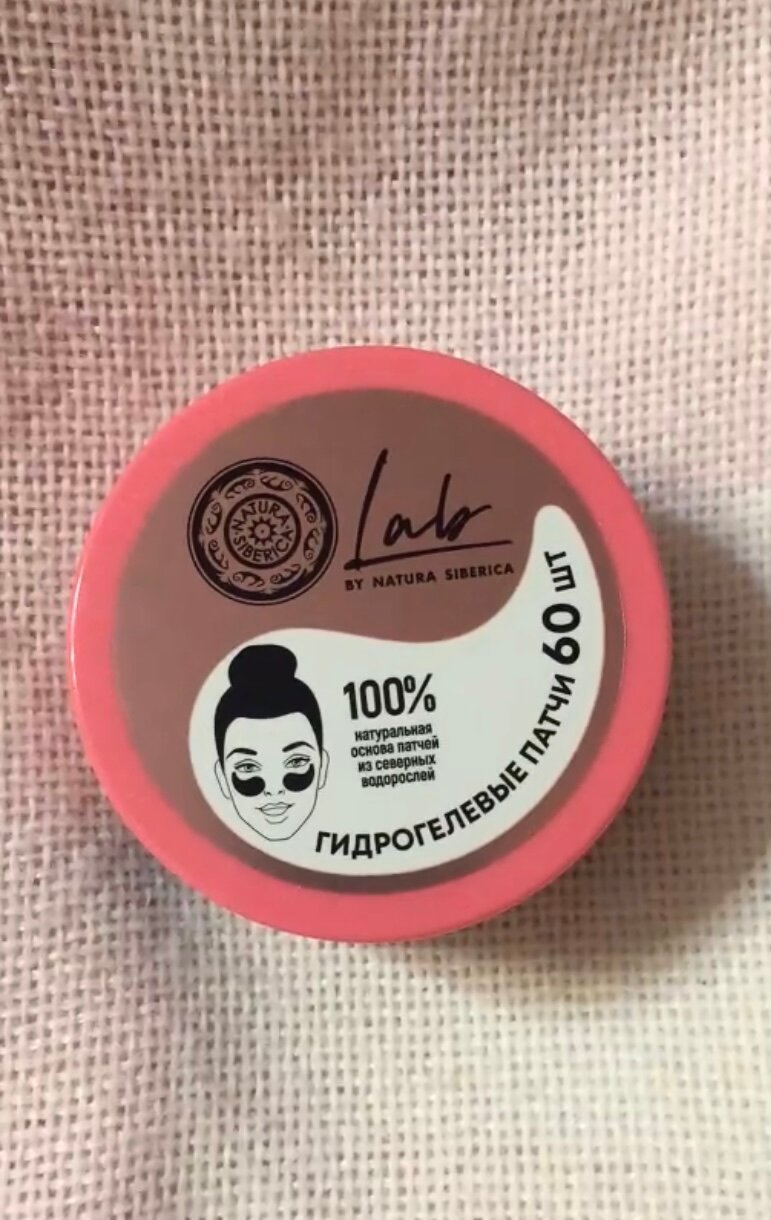 NATURA
SIBERICA
Lab
BY NATURA SIBERICA
100%
натуральная
основа патчей
из северных
водорослей
ГИДРОГЕЛЕВЫЕ ПАТЧИ 60 ШТ